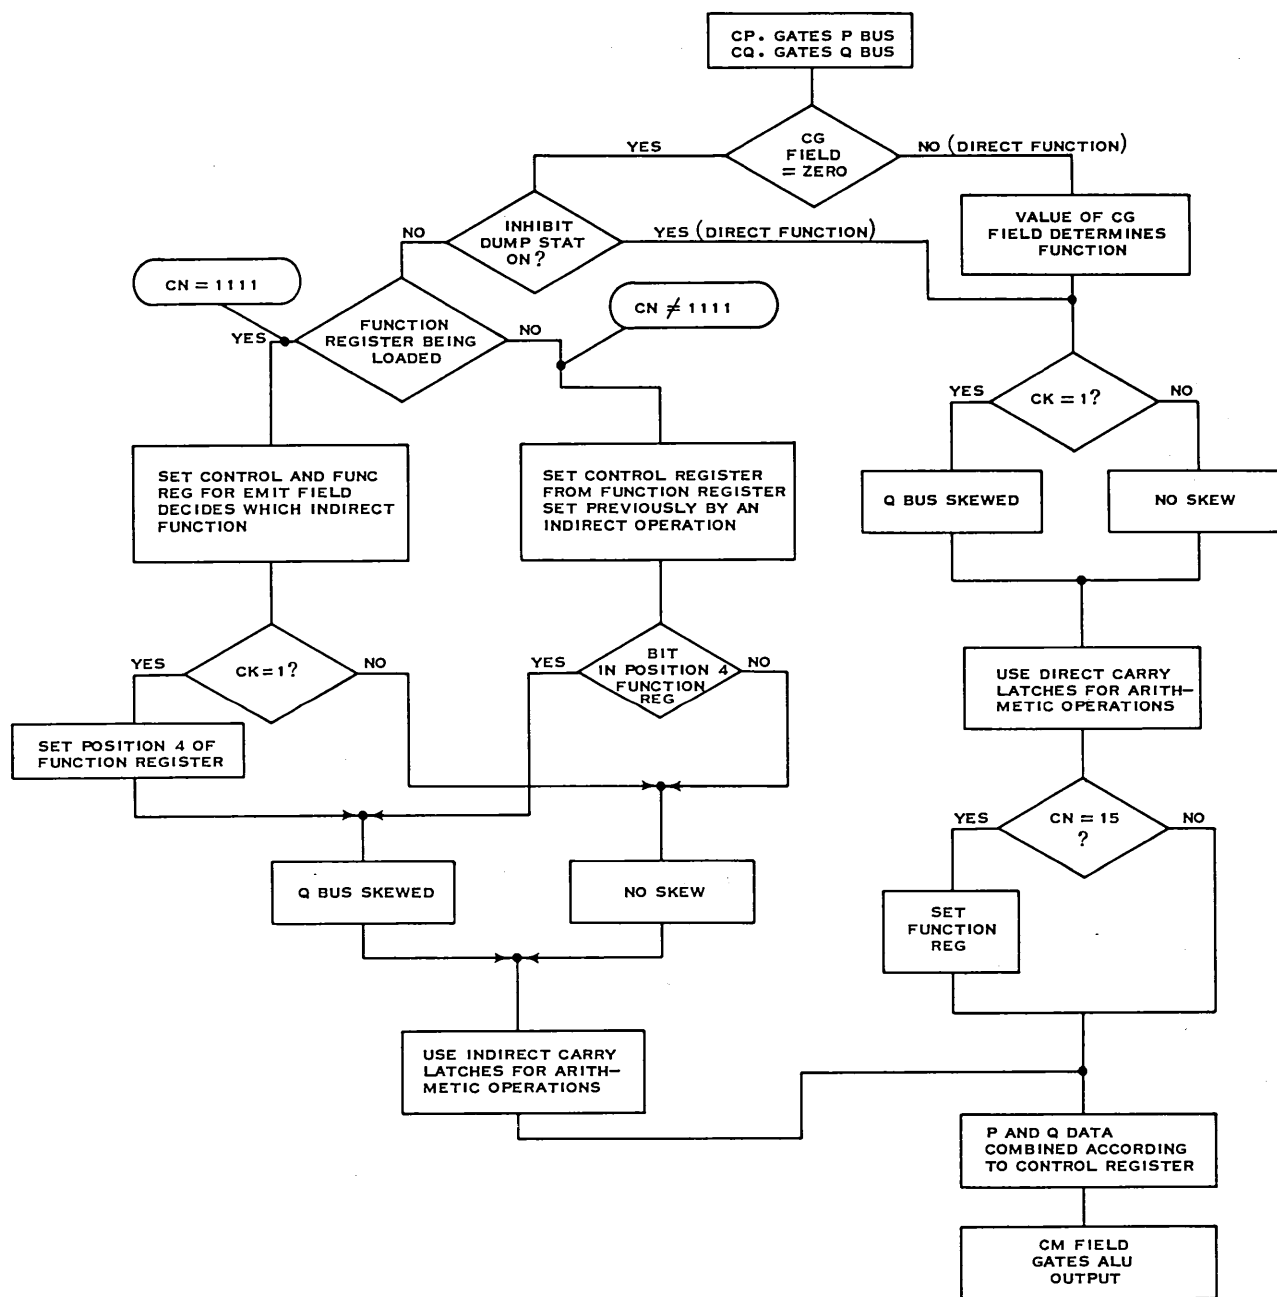 CP. GATES P BUS
CQ. GATES Q BUS
CG
FIELD
= ZERO
YES
NO (DIRECT FUNCTION)
INHIBIT
DUMP STAT
ON?
NO
YES (DIRECT FUNCTION)
VALUE OF CG
FIELD DETERMINES
FUNCTION
CN = 1111
CN ≠ 1111
FUNCTION
REGISTER BEING
LOADED
YES
NO
CK = 1?
YES
NO
SET CONTROL AND FUNC
REG FOR EMIT FIELD
DECIDES WHICH INDIRECT
FUNCTION
SET CONTROL REGISTER
FROM FUNCTION REGISTER
SET PREVIOUSLY BY AN
INDIRECT OPERATION
Q BUS SKEWED
NO SKEW
YES
CK=1?
NO
YES
BIT
IN POSITION 4
FUNCTION
REG
NO
USE DIRECT CARRY
LATCHES FOR ARITH-
METIC OPERATIONS
SET POSITION 4 OF
FUNCTION REGISTER
YES
CN = 15
?
NO
Q BUS SKEWED
NO SKEW
SET
FUNCTION
REG
USE INDIRECT CARRY
LATCHES FOR ARITH-
METIC OPERATIONS
P AND Q DATA
COMBINED ACCORDING
TO CONTROL REGISTER
CM FIELD
GATES ALU
OUTPUT